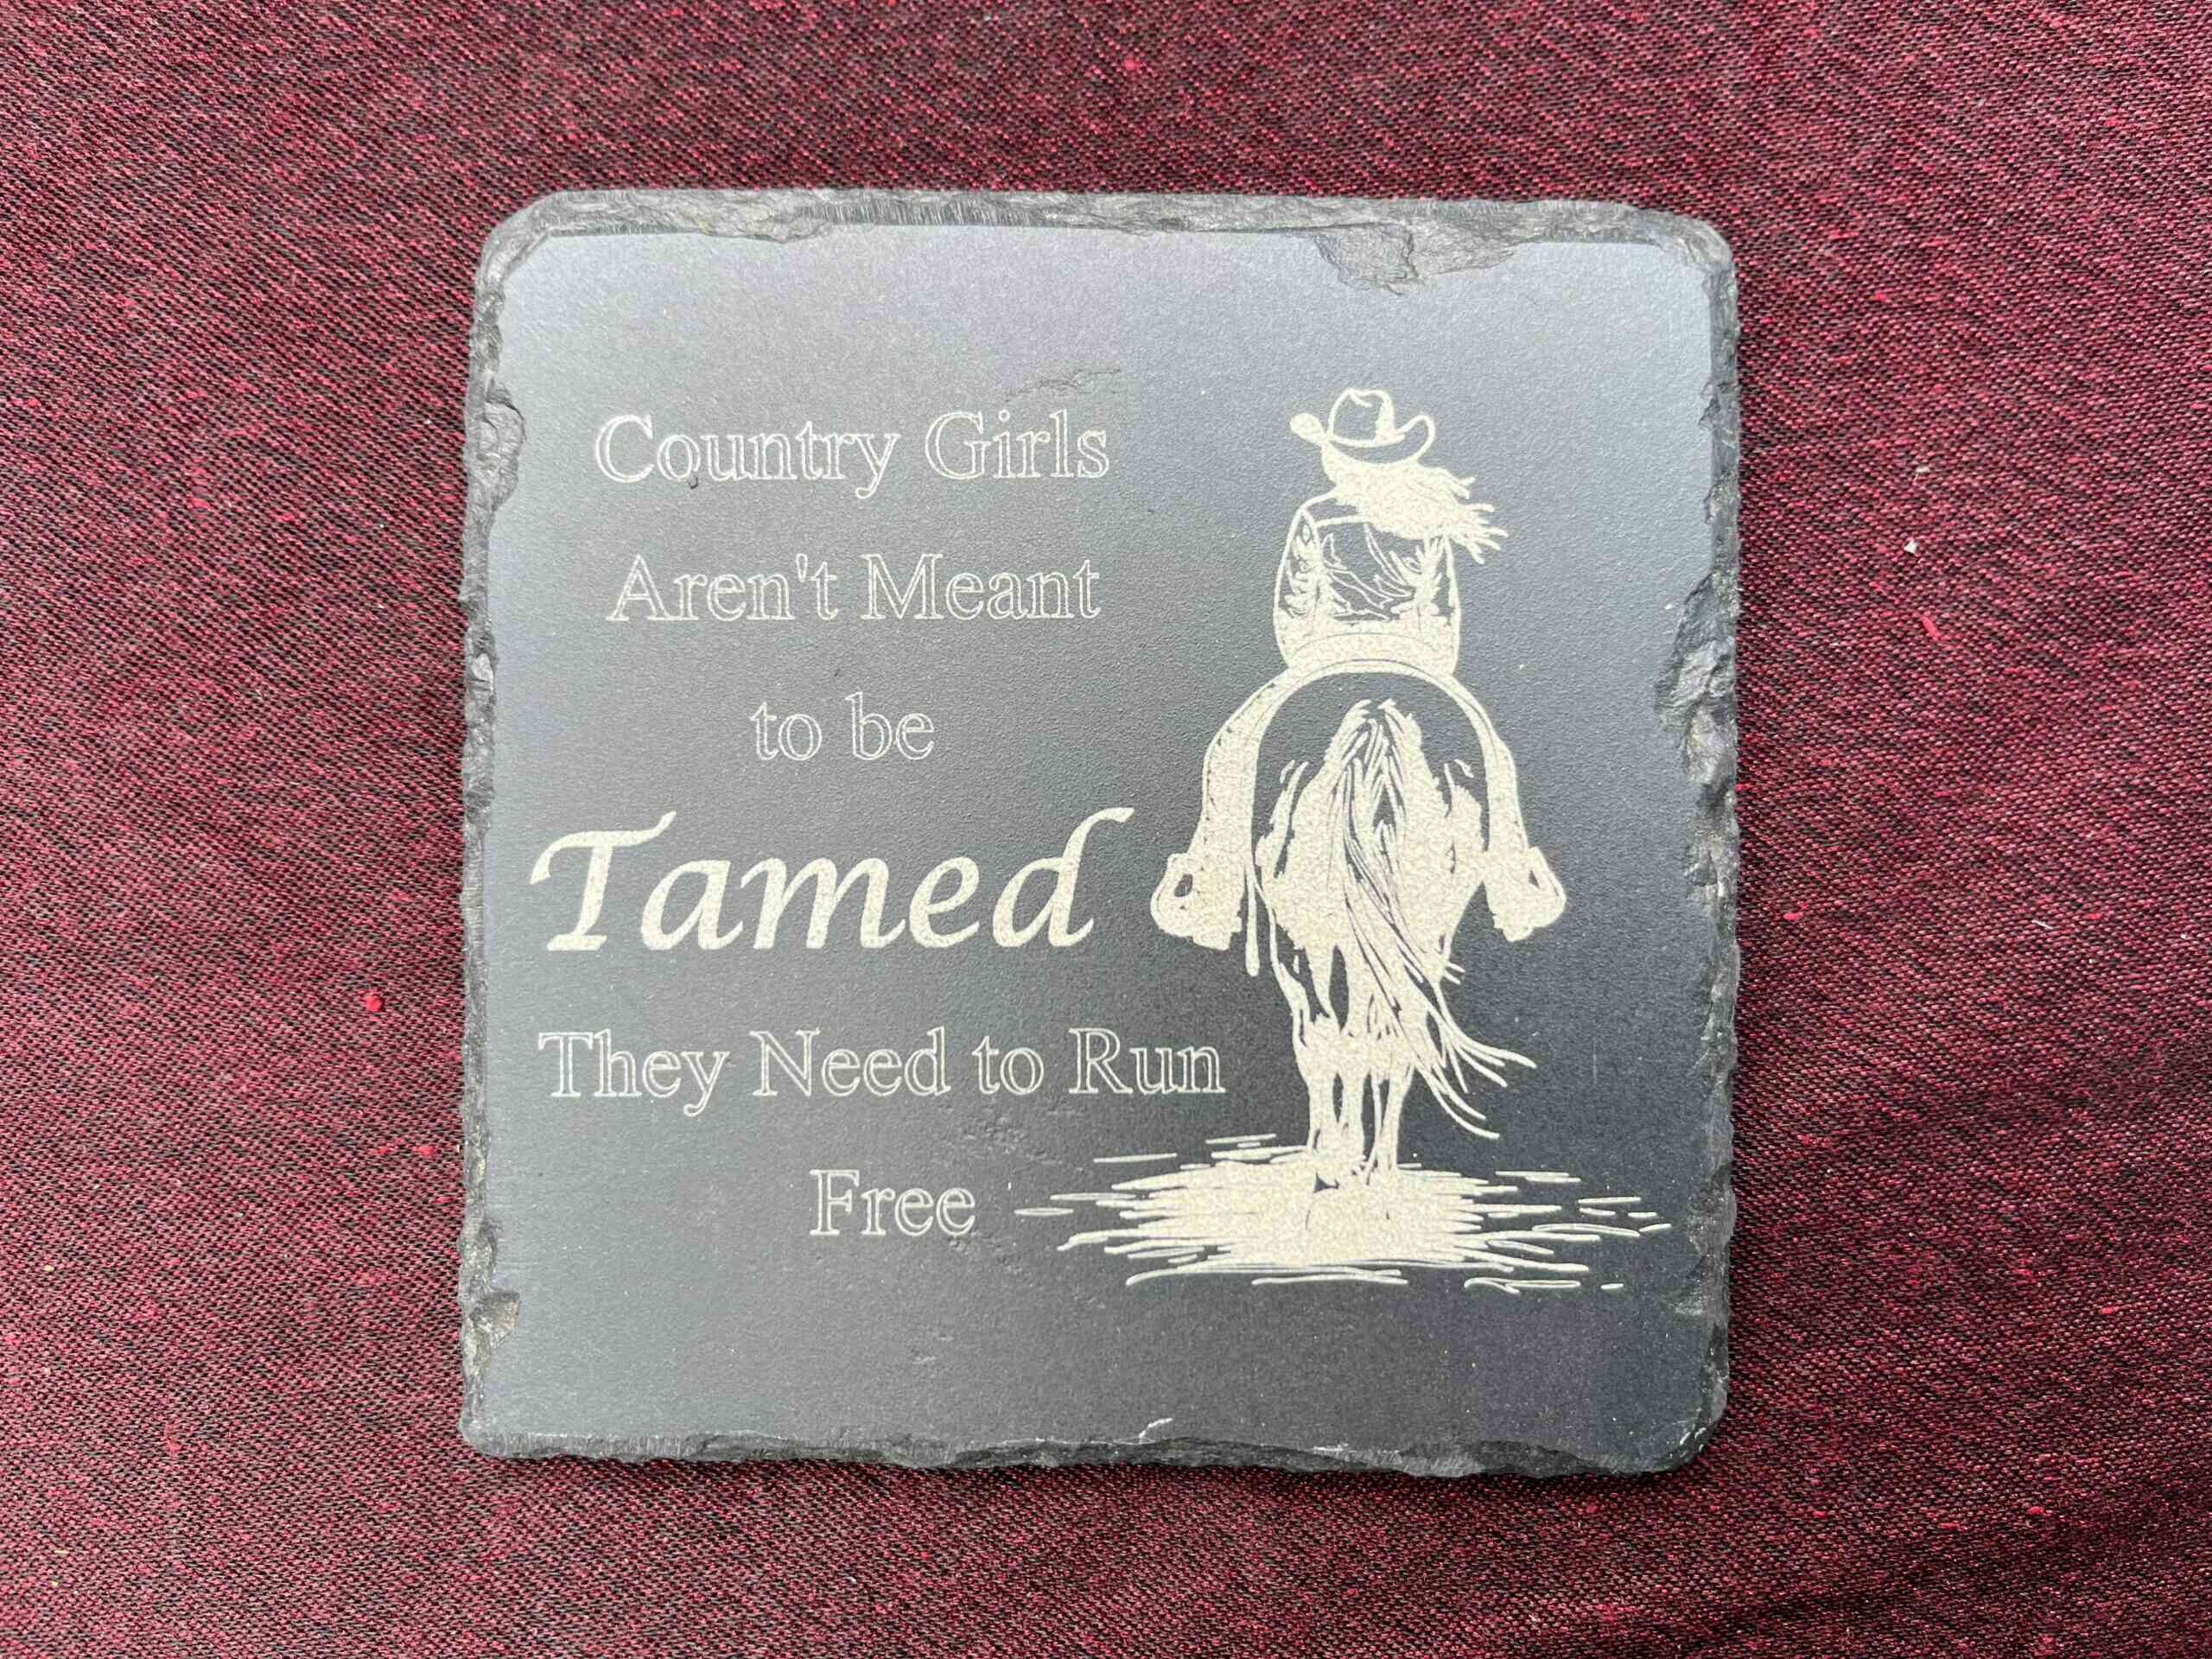 Country Girls
Aren't Meant
to be
Tamed
They Need to Run
Free